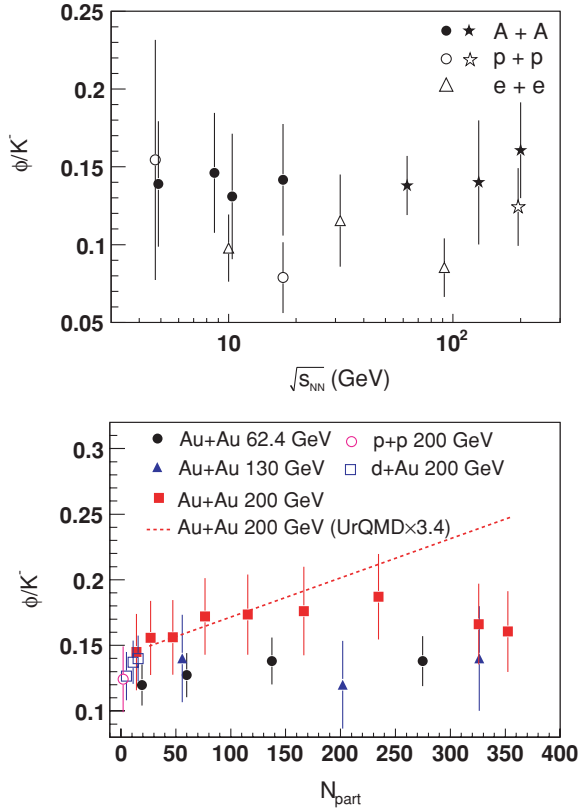 0.25
A + A
p + p
e + e
0.2
0.15
0.1
0.05
ϕ/K⁻
10
10²
√s_NN (GeV)
Au+Au 62.4 GeV
p+p 200 GeV
Au+Au 130 GeV
d+Au 200 GeV
Au+Au 200 GeV
Au+Au 200 GeV (UrQMD×3.4)
0.3
0.25
0.2
0.15
0.1
ϕ/K⁻
0 50 100 150 200 250 300 350 400
N_part